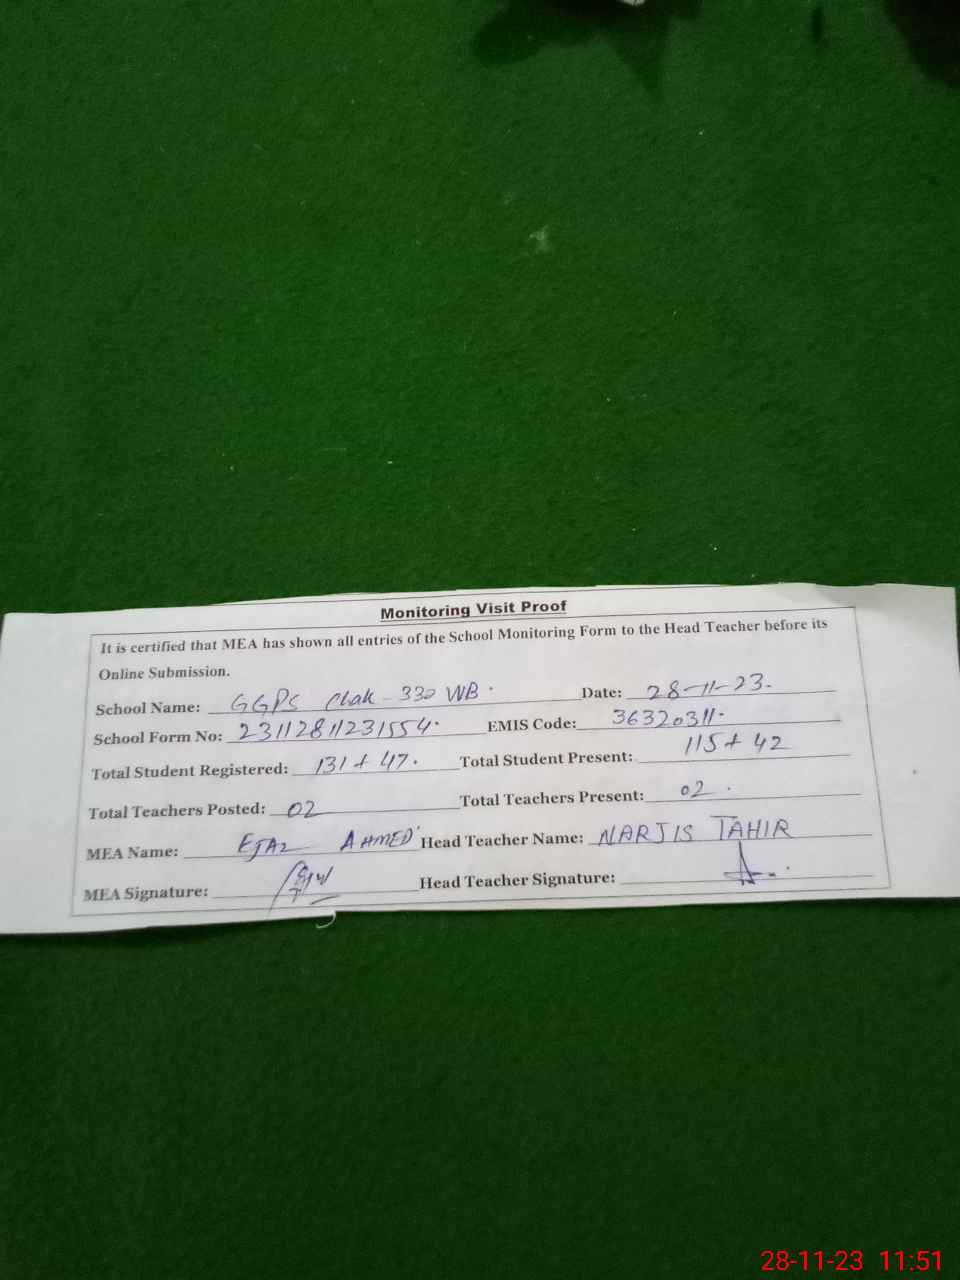 Monitoring Visit Proof
It is certified that MEA has shown all entries of the School Monitoring Form to the Head Teacher before its
Online Submission.
School Name: GGPS Chak - 330 WB Date: 28-11-23.
School Form No: 23112811231554. EMIS Code: 36320311.
Total Student Registered: 131 + 47. Total Student Present: 115 + 42
Total Teachers Posted: 02 Total Teachers Present: 02.
MEA Name: EJAZ AHMED Head Teacher Name: NARJIS TAHIR
MEA Signature: Head Teacher Signature:
28-11-23 11:51